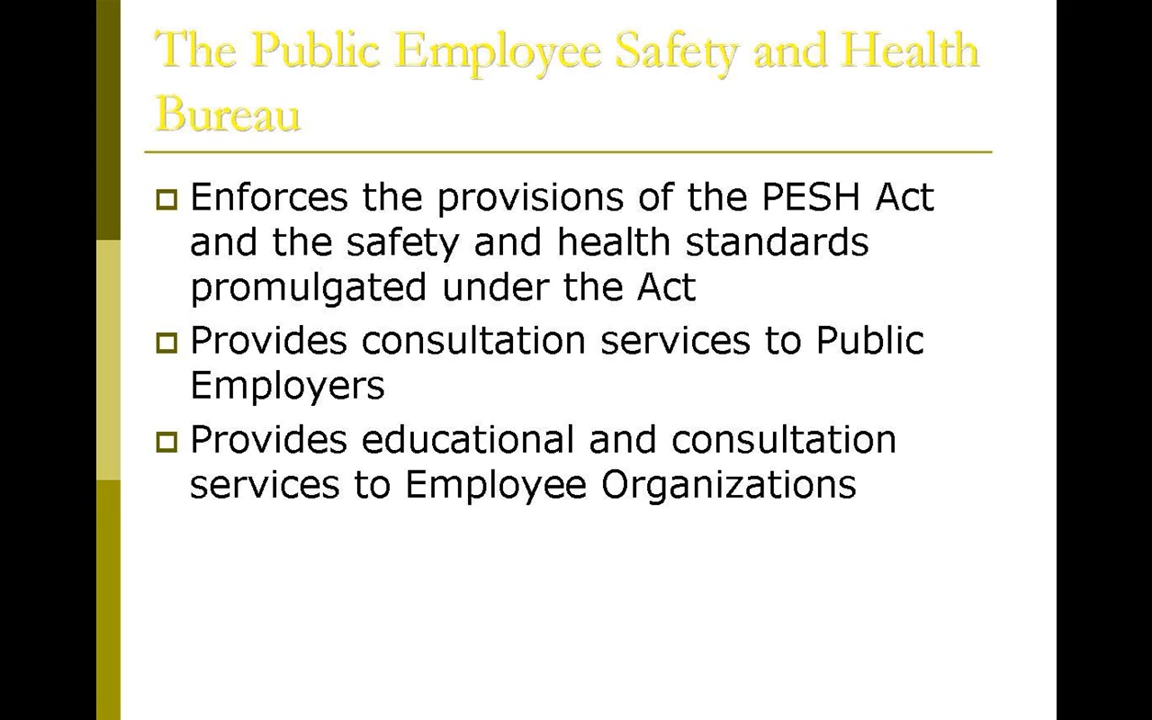 The Public Employee Safety and Health
Bureau
Enforces the provisions of the PESH Act
and the safety and health standards
promulgated under the Act
Provides consultation services to Public
Employers
Provides educational and consultation
services to Employee Organizations